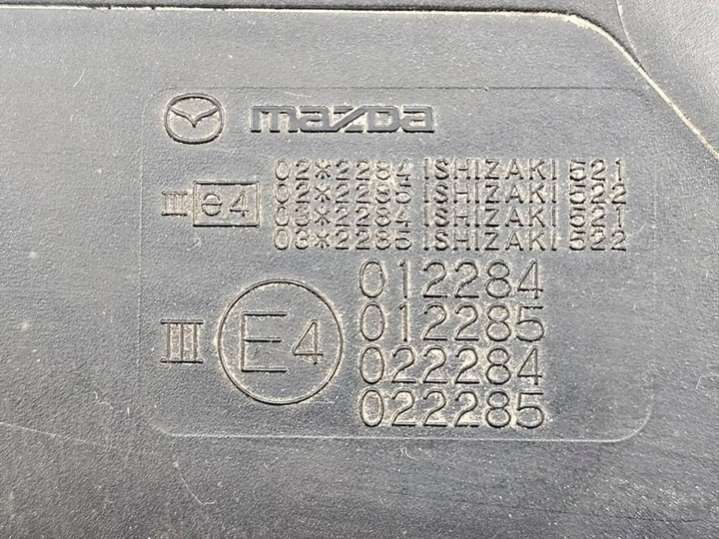 mazda
02*2284 ISHIZAKI 521
02*2285 ISHIZAKI 522
03*2284 ISHIZAKI 521
03*2285 ISHIZAKI 522
III e4
012284
012285
III E4
022284
022285